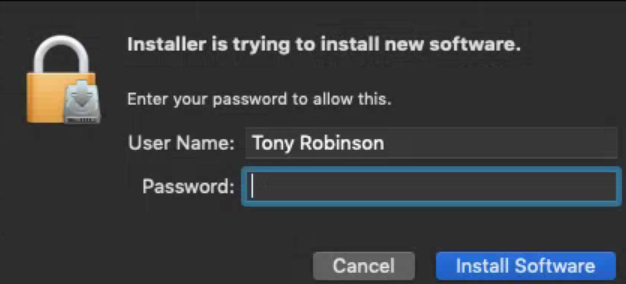 Installer is trying to install new software.
Enter your password to allow this.
User Name: Tony Robinson
Password:
Cancel Install Software